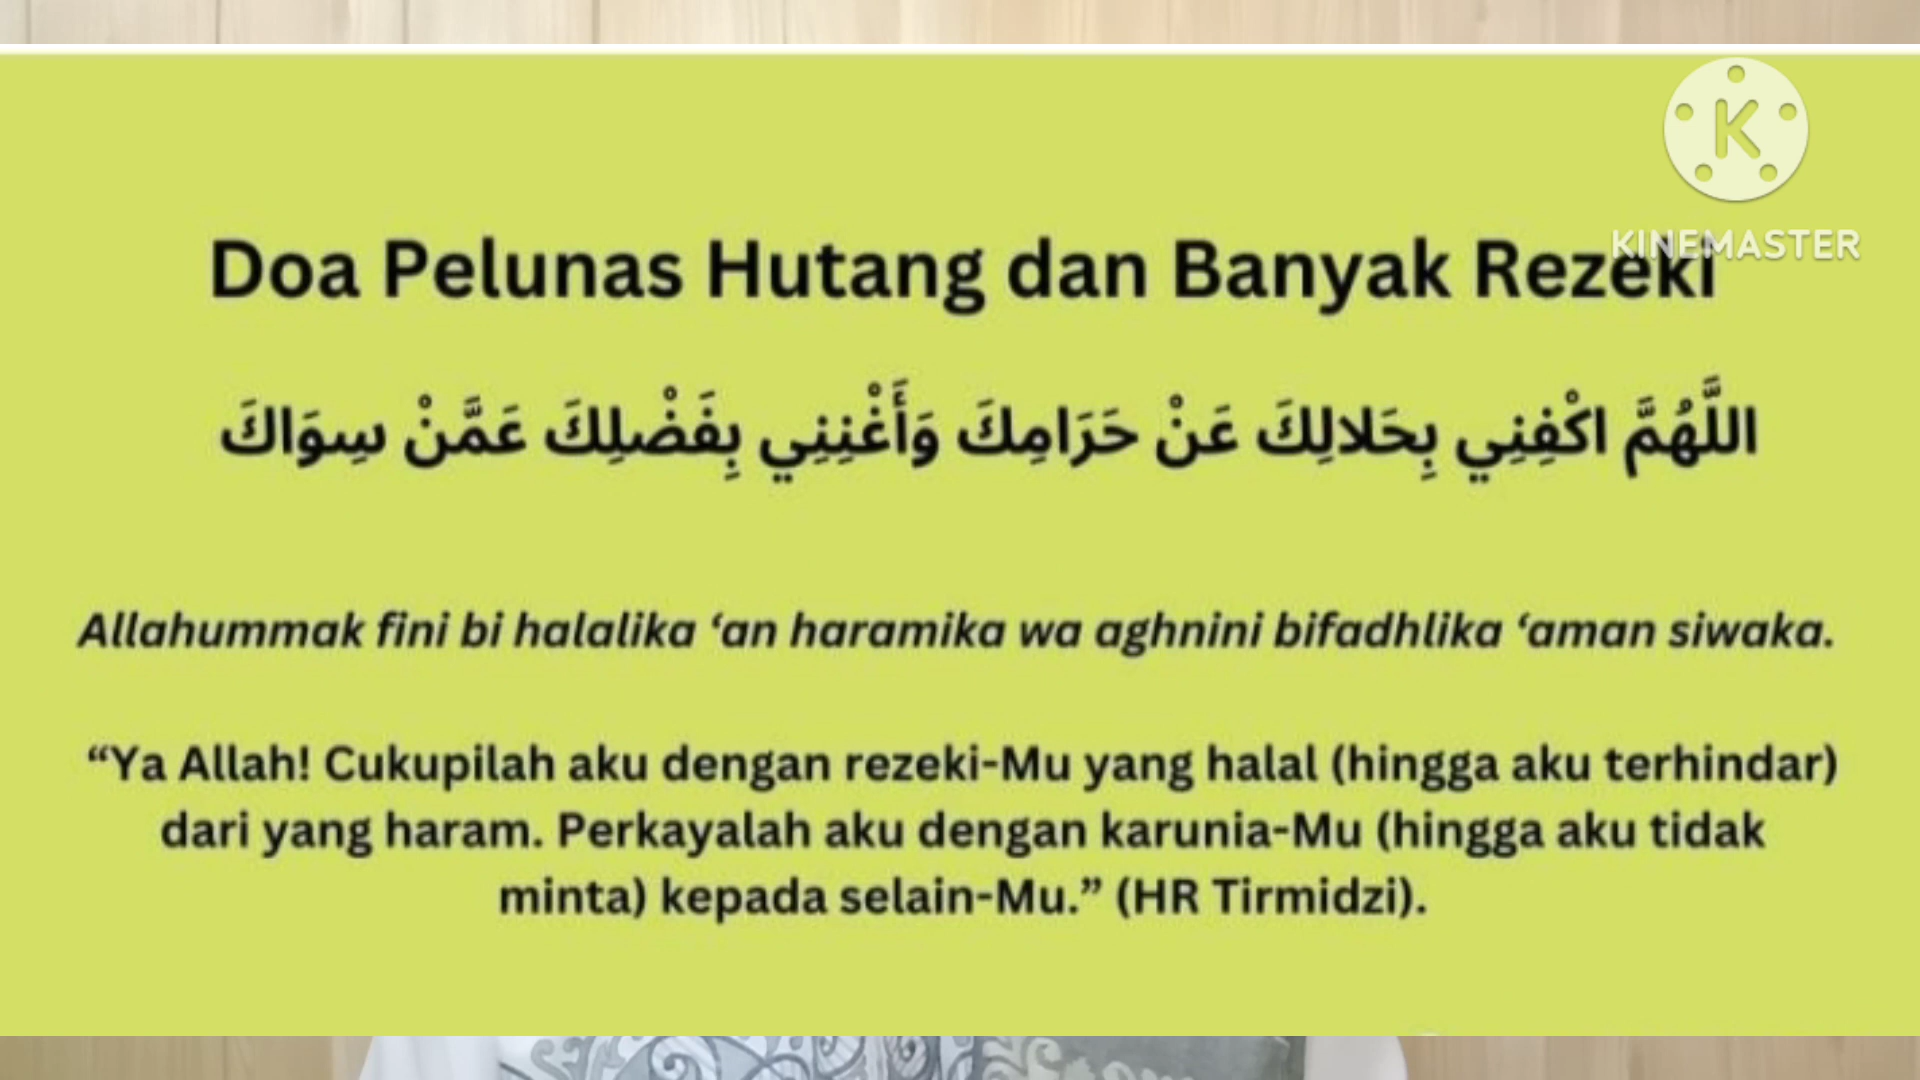 K
KINEMASTER
Doa Pelunas Hutang dan Banyak Rezeki
اللَّهُمَّ اكْفِنِي بِحَلالِكَ عَنْ حَرَامِكَ وَأَغْنِنِي بِفَضْلِكَ عَمَّنْ سِوَاكَ
Allahummak fini bi halalika ‘an haramika wa aghnini bifadhlika ‘aman siwaka.
“Ya Allah! Cukupilah aku dengan rezeki-Mu yang halal (hingga aku terhindar)
dari yang haram. Perkayalah aku dengan karunia-Mu (hingga aku tidak
minta) kepada selain-Mu.” (HR Tirmidzi).